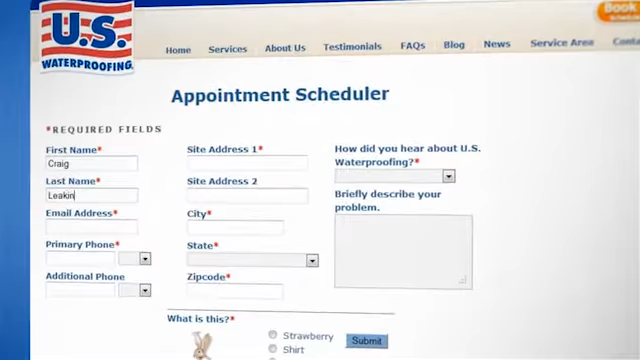 U.S.
WATERPROOFING.
Book
Home Services About Us Testimonials FAQs Blog News Service Area
Appointment Scheduler
*REQUIRED FIELDS
First Name*
Craig
Last Name*
Leakin
Email Address*
Primary Phone*
Additional Phone
Site Address 1*
Site Address 2
City*
State*
Zipcode*
How did you hear about U.S.
Waterproofing?*
Briefly describe your
problem.
What is this?*
Strawberry
Shirt
Submit